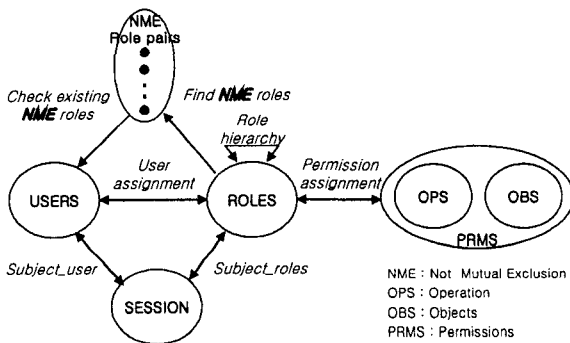 NME
Role pairs
Check existing
NME roles
Find NME roles
Role
hierarchy
User
assignment
Permission
assignment
USERS
ROLES
OPS
OBS
PRMS
Subject_user
Subject_roles
SESSION
NME : Not Mutual Exclusion
OPS : Operation
OBS : Objects
PRMS : Permissions